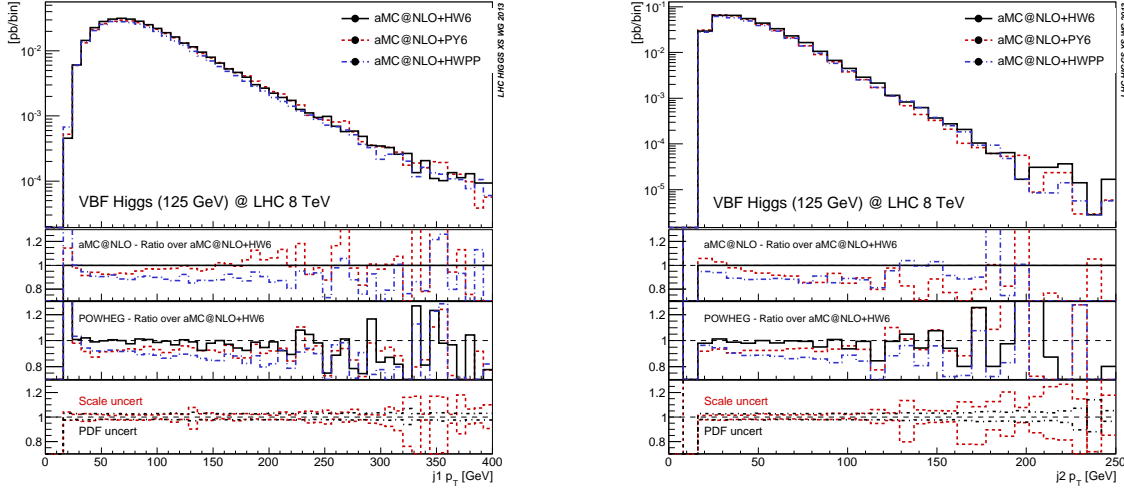 [pb/bin]
aMC@NLO+HW6
aMC@NLO+PY6
aMC@NLO+HWPP
LHC HIGGS XS WG 2013
10^-2
10^-3
10^-4
VBF Higgs (125 GeV) @ LHC 8 TeV
aMC@NLO - Ratio over aMC@NLO+HW6
1.2
1
0.8
POWHEG - Ratio over aMC@NLO+HW6
1.2
1
0.8
Scale uncert
PDF uncert
1.2
1
0.8
0 50 100 150 200 250 300 350 400
j1 p_T [GeV]
[pb/bin]
aMC@NLO+HW6
aMC@NLO+PY6
aMC@NLO+HWPP
LHC HIGGS XS WG 2013
10^-1
10^-2
10^-3
10^-4
10^-5
VBF Higgs (125 GeV) @ LHC 8 TeV
aMC@NLO - Ratio over aMC@NLO+HW6
1.2
1
0.8
POWHEG - Ratio over aMC@NLO+HW6
1.2
1
0.8
Scale uncert
PDF uncert
1.2
1
0.8
0 50 100 150 200 250
j2 p_T [GeV]